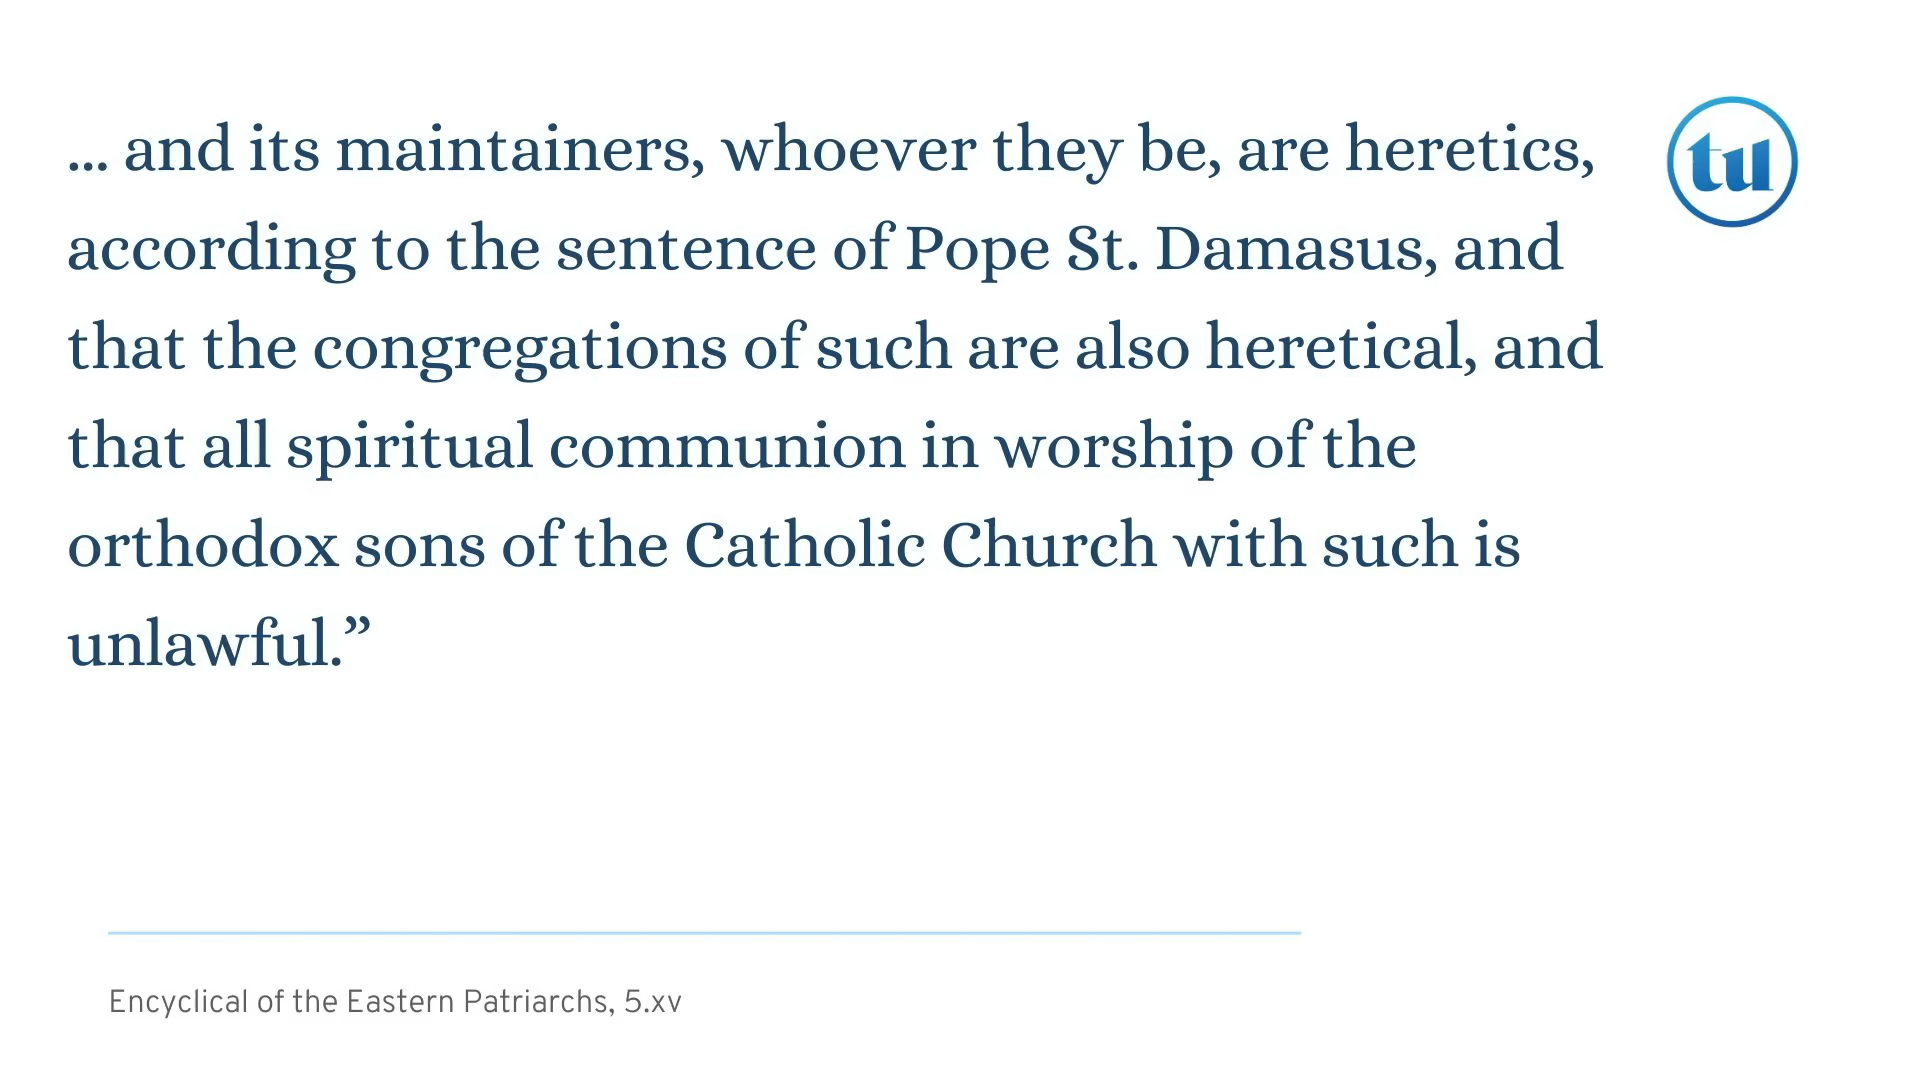 ... and its maintainers, whoever they be, are heretics,
tu
according to the sentence of Pope St. Damasus, and
that the congregations of such are also heretical, and
that all spiritual communion in worship of the
orthodox sons of the Catholic Church with such is
unlawful.”
Encyclical of the Eastern Patriarchs, 5.xv